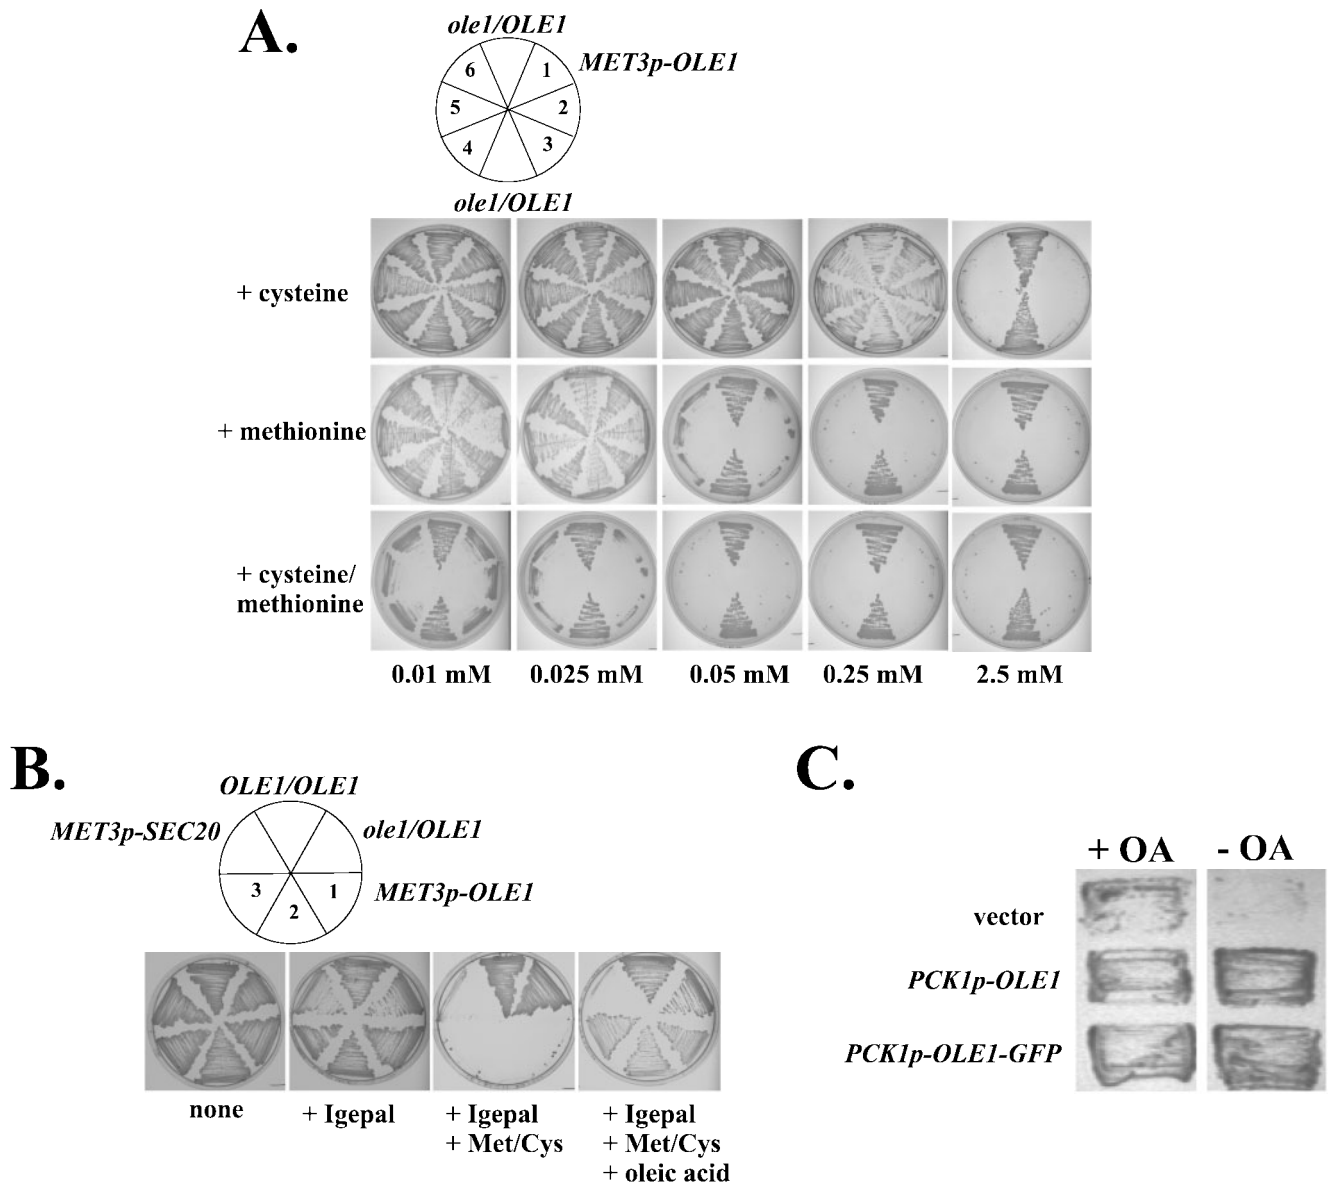 A.
ole1/OLE1
MET3p-OLE1
6
1
5
2
4
3
ole1/OLE1
+ cysteine
+ methionine
+ cysteine/
methionine
0.01 mM 0.025 mM 0.05 mM 0.25 mM 2.5 mM
B.
OLE1/OLE1
MET3p-SEC20
ole1/OLE1
MET3p-OLE1
3
2
1
none
+ Igepal
+ Igepal
+ Met/Cys
+ Igepal
+ Met/Cys
+ oleic acid
C.
+ OA - OA
vector
PCK1p-OLE1
PCK1p-OLE1-GFP